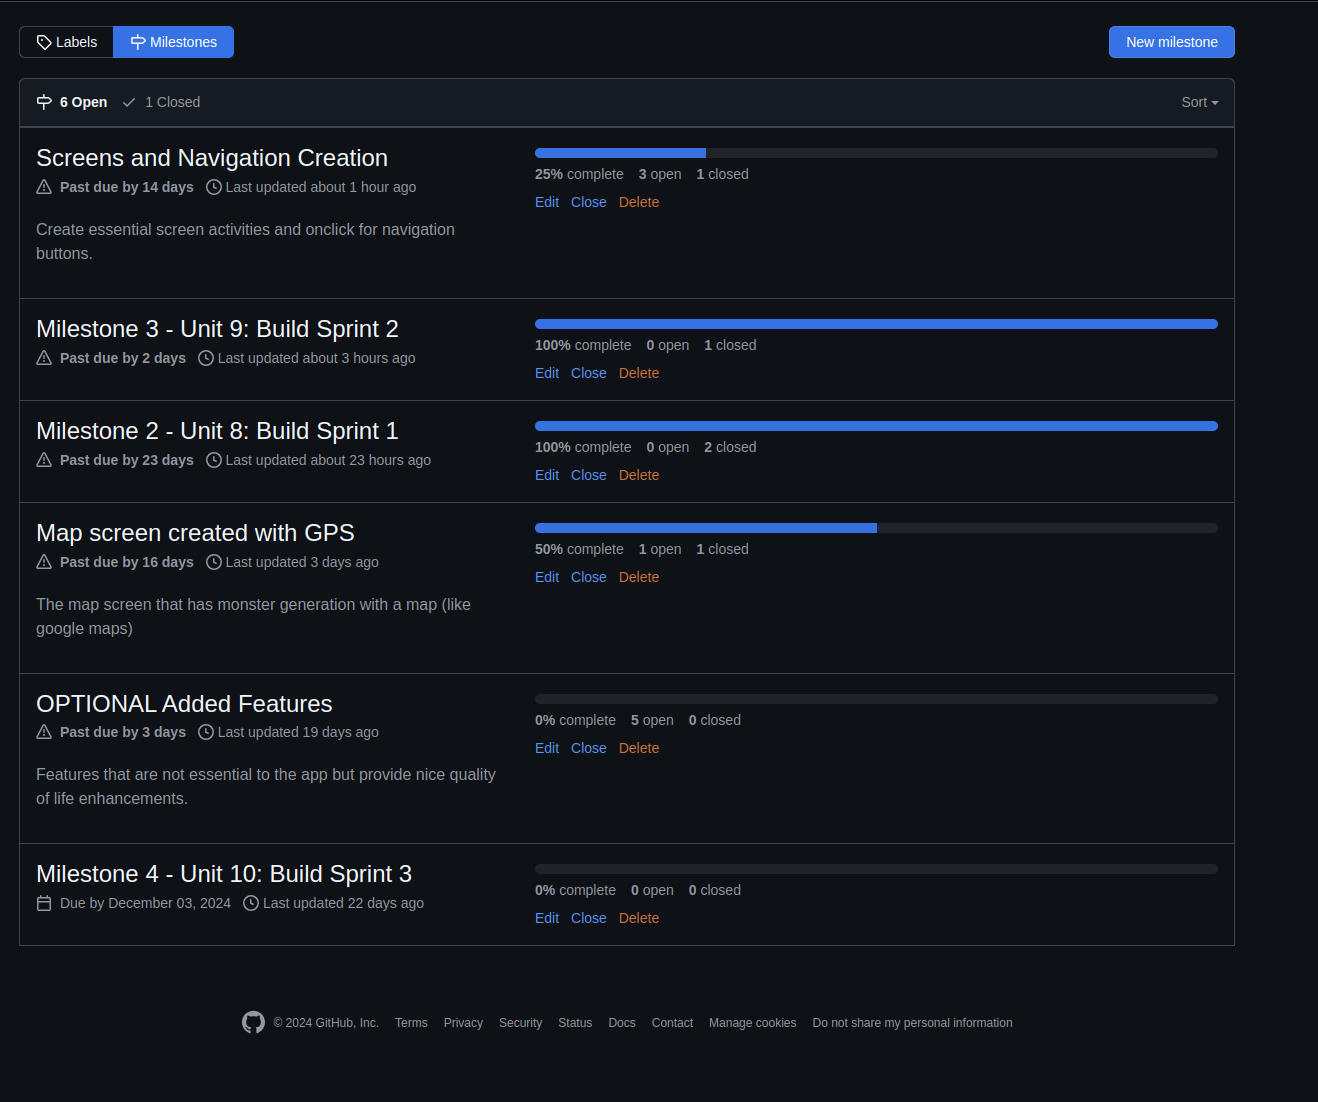 Labels Milestones New milestone
6 Open 1 Closed Sort
Screens and Navigation Creation
Past due by 14 days Last updated about 1 hour ago
Create essential screen activities and onclick for navigation
buttons.
25% complete 3 open 1 closed
Edit Close Delete
Milestone 3 - Unit 9: Build Sprint 2
Past due by 2 days Last updated about 3 hours ago
100% complete 0 open 1 closed
Edit Close Delete
Milestone 2 - Unit 8: Build Sprint 1
Past due by 23 days Last updated about 23 hours ago
100% complete 0 open 2 closed
Edit Close Delete
Map screen created with GPS
Past due by 16 days Last updated 3 days ago
The map screen that has monster generation with a map (like
google maps)
50% complete 1 open 1 closed
Edit Close Delete
OPTIONAL Added Features
Past due by 3 days Last updated 19 days ago
Features that are not essential to the app but provide nice quality
of life enhancements.
0% complete 5 open 0 closed
Edit Close Delete
Milestone 4 - Unit 10: Build Sprint 3
Due by December 03, 2024 Last updated 22 days ago
0% complete 0 open 0 closed
Edit Close Delete
© 2024 GitHub, Inc. Terms Privacy Security Status Docs Contact Manage cookies Do not share my personal information